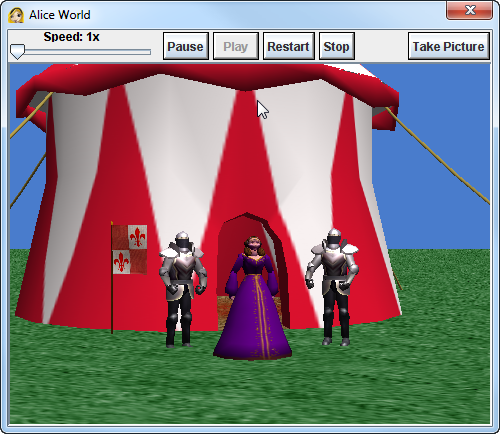 Alice World
Speed: 1x
Pause
Play
Restart
Stop
Take Picture